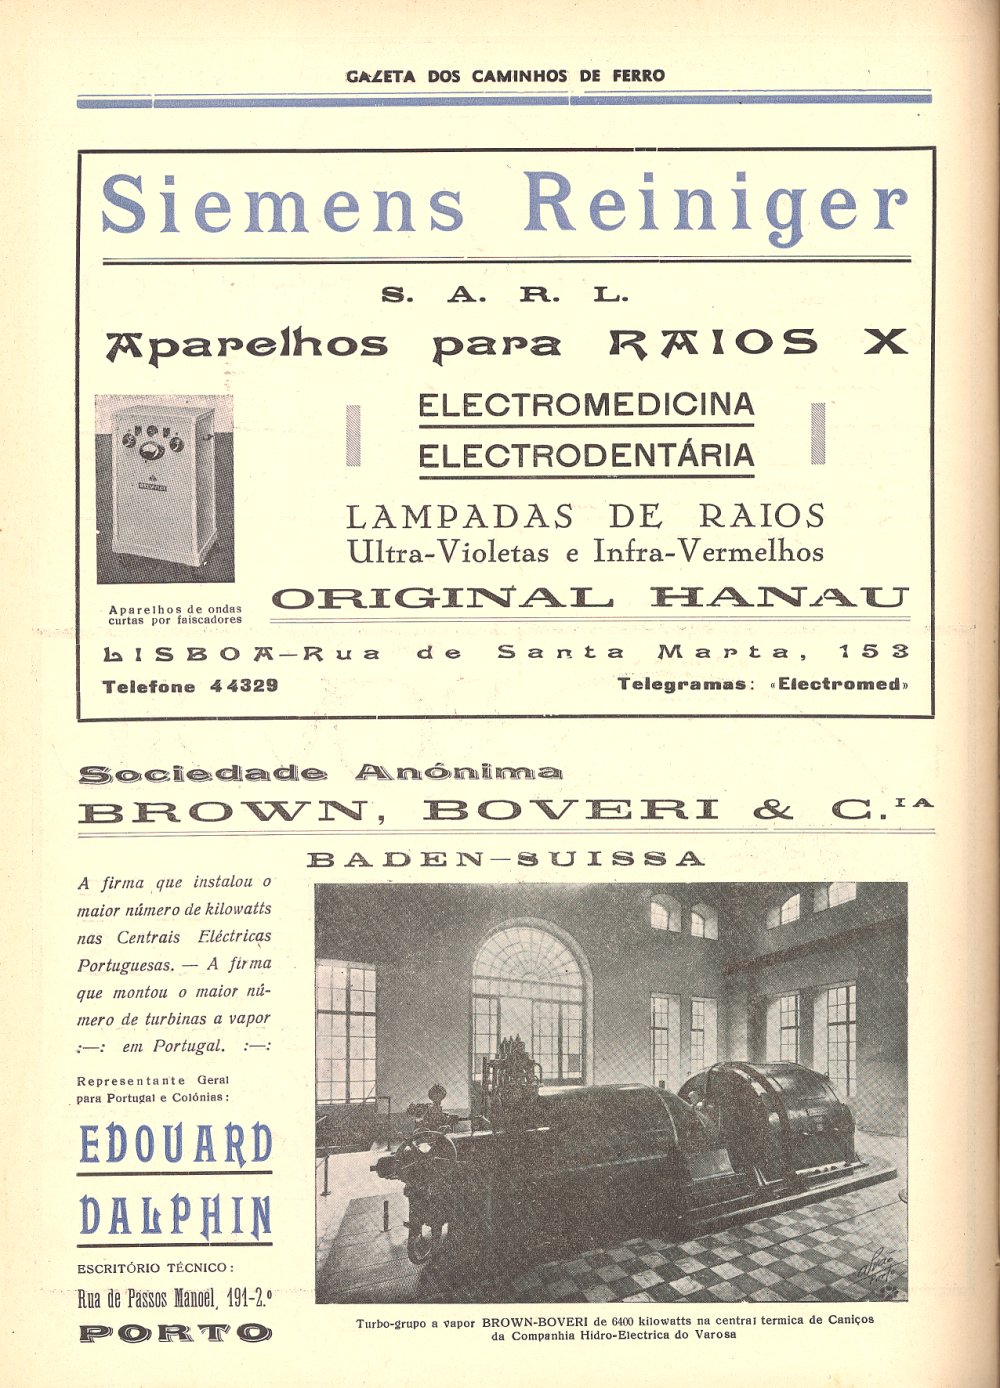 GAZETA DOS CAMINHOS DE FERRO
Siemens Reiniger
S. A. R. L.
Aparelhos para RAIOS X
ELECTROMEDICINA
ELECTRODENTÁRIA
LAMPADAS DE RAIOS
Ultra-Violetas e Infra-Vermelhos
ORIGINAL HANAU
Aparelhos de ondas
curtas por faiscadores
LISBOA—Rua de Santa Marta, 153
Telefone 44329
Telegramas: «Electromed»
Sociedade Anónima
BROWN, BOVERI & C.IA
BADEN—SUISSA
A firma que instalou o
maior número de kilowatts
nas Centrais Eléctricas
Portuguesas. — A firma
que montou o maior nú-
mero de turbinas a vapor
:—: em Portugal. :—:
Representante Geral
para Portugal e Colónias:
EDOUARD
DALPHIN
ESCRITÓRIO TÉCNICO:
Rua de Passos Manoel, 191-2.º
PORTO
Turbo-grupo a vapor BROWN-BOVERI de 6400 kilowatts na central termica de Caniços
da Companhia Hidro-Electrica do Varosa